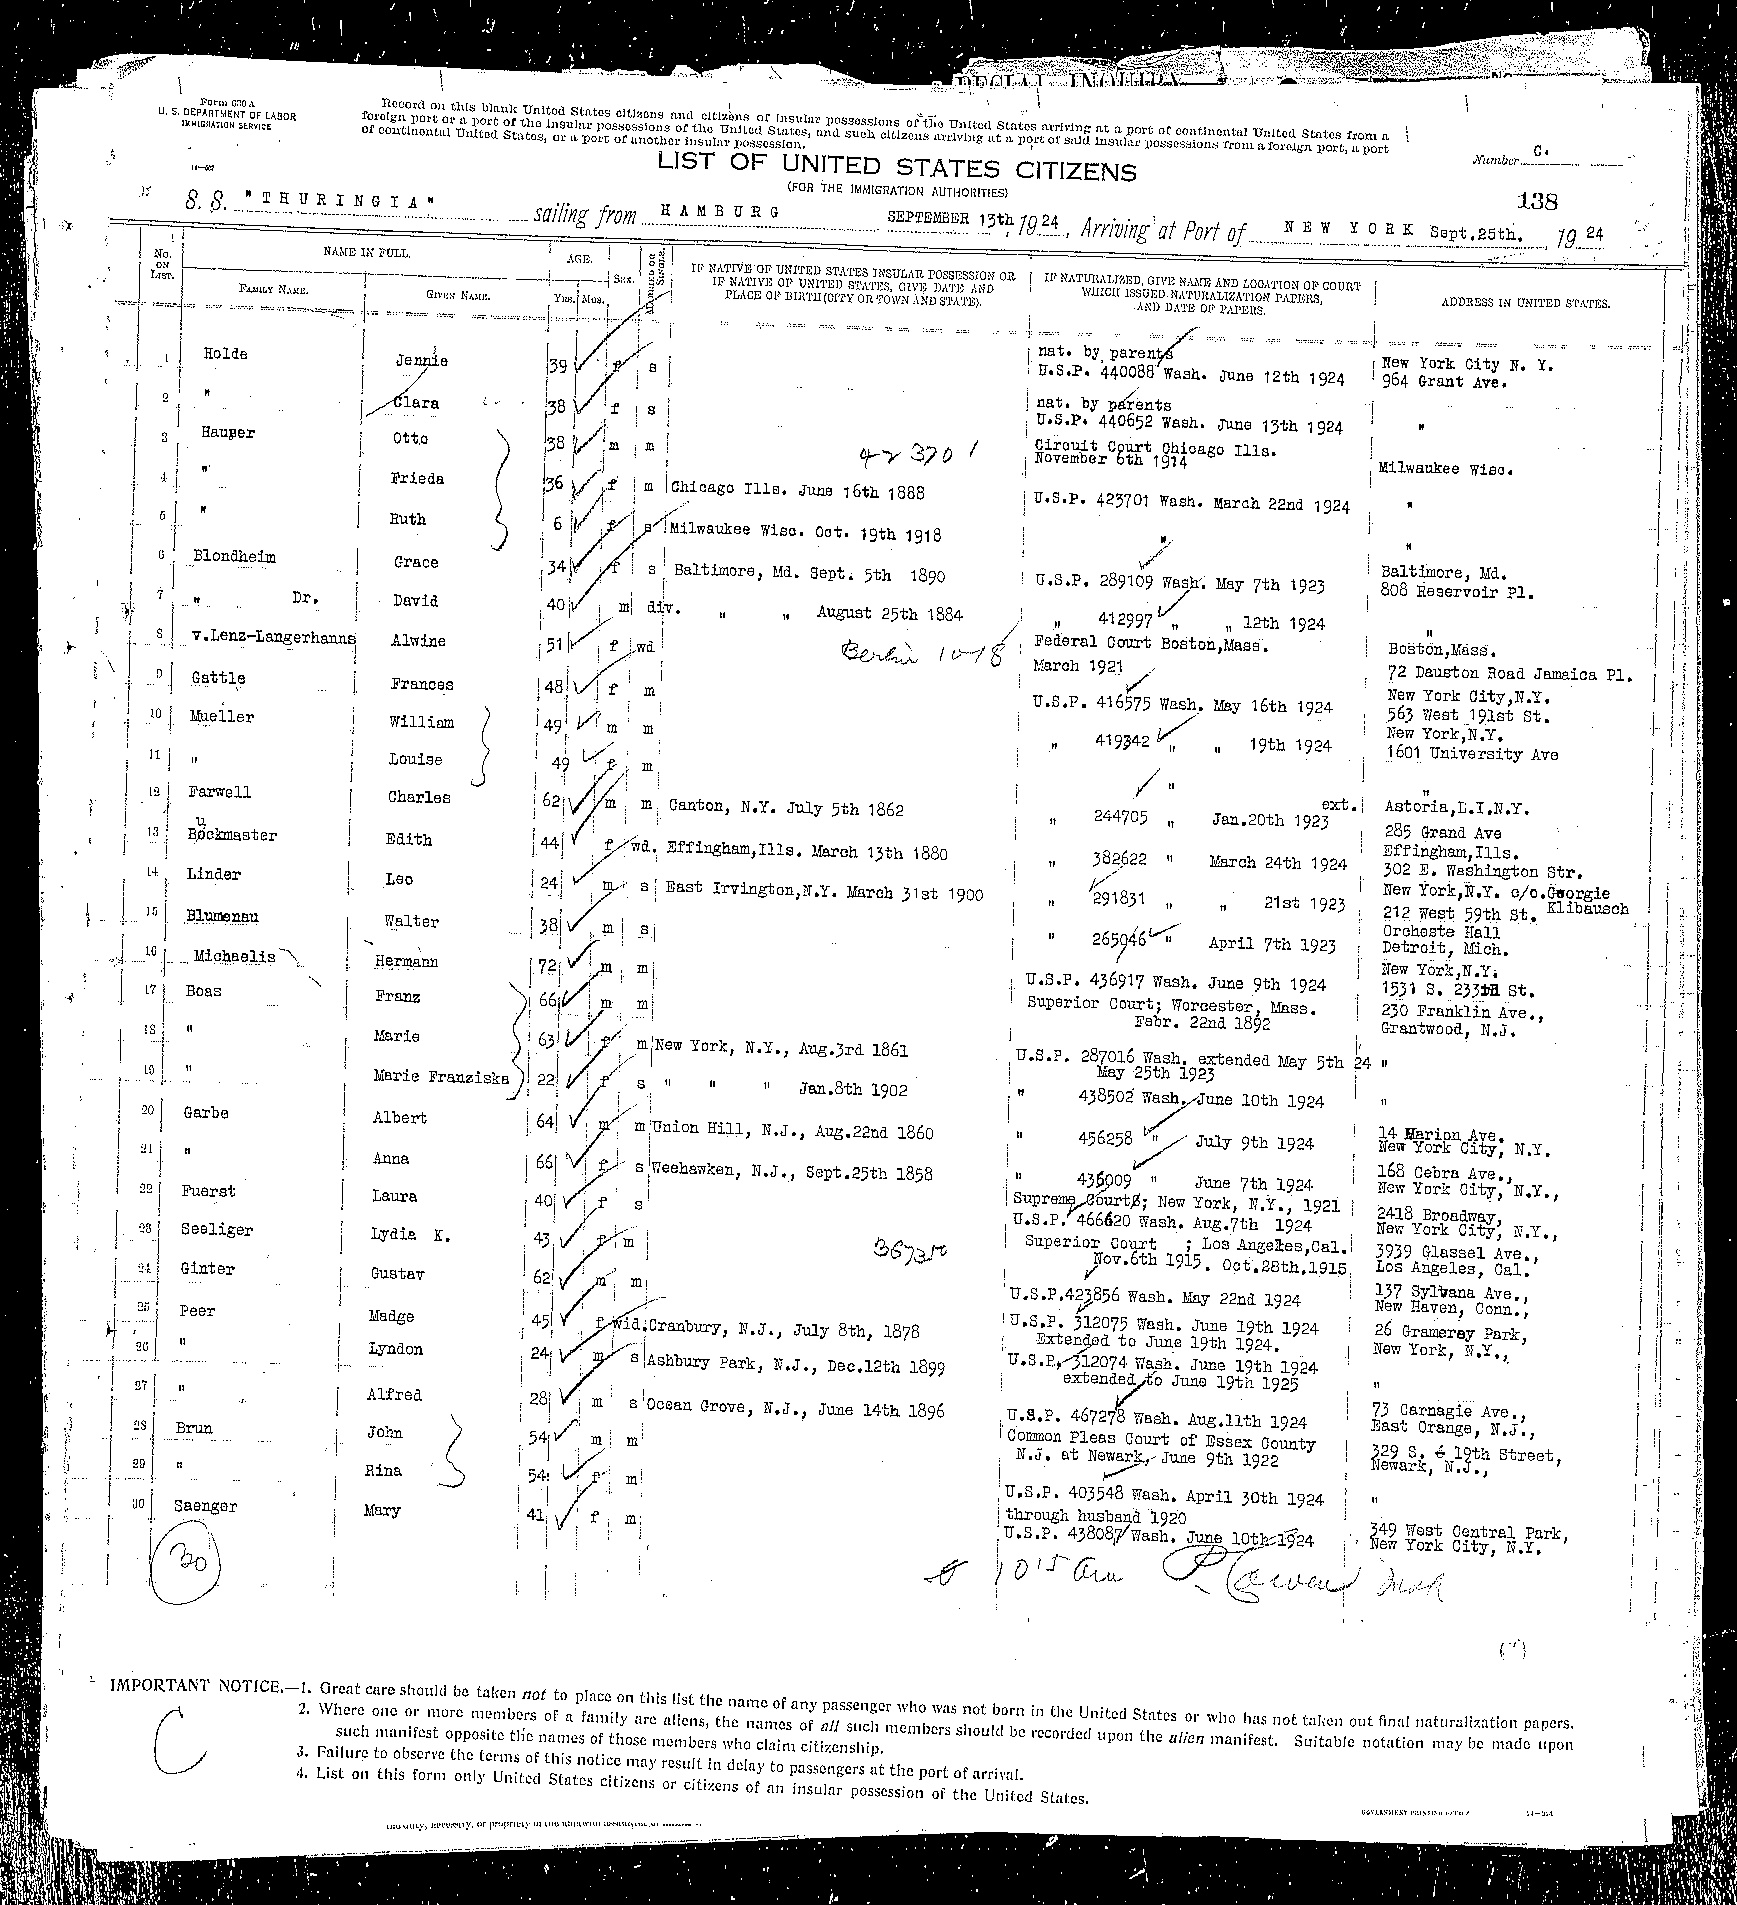 SPECIAL INQUIRY
Form 630 A
U. S. DEPARTMENT OF LABOR
IMMIGRATION SERVICE
Record on this blank United States citizens and citizens of insular possessions of the United States arriving at a port of continental United States from a
foreign port or a port of the insular possessions of the United States, and such citizens arriving at a port of said insular possessions from a foreign port, a port
of continental United States, or a port of another insular possession.
LIST OF UNITED STATES CITIZENS
(FOR THE IMMIGRATION AUTHORITIES)
Number C.
138
S. S. "THURINGIA" sailing from HAMBURG SEPTEMBER 13th, 1924, Arriving at Port of NEW YORK Sept.25th. 1924
No. ON LIST. NAME IN FULL. FAMILY NAME. GIVEN NAME. AGE. Yrs. Mos. Sex. MARRIED OR SINGLE. IF NATIVE OF UNITED STATES INSULAR POSSESSION OR IF NATIVE OF UNITED STATES, GIVE DATE AND PLACE OF BIRTH (CITY OR TOWN AND STATE). IF NATURALIZED, GIVE NAME AND LOCATION OF COURT WHICH ISSUED NATURALIZATION PAPERS, AND DATE OF PAPERS. ADDRESS IN UNITED STATES.
1 Holde Jennie 39 f s nat. by parents U.S.P. 440088 Wash. June 12th 1924 New York City N. Y. 964 Grant Ave.
2 " Clara 38 f s nat. by parents U.S.P. 440652 Wash. June 13th 1924 "
3 Hauper Otto 38 m m 423701 Circuit Court Chicago Ills. November 6th 1914 Milwaukee Wisc.
4 " Frieda 36 f m Chicago Ills. June 16th 1888 U.S.P. 423701 Wash. March 22nd 1924 "
5 " Ruth 6 f s Milwaukee Wisc. Oct. 19th 1918 " "
6 Blondheim Grace 34 f s Baltimore, Md. Sept. 5th 1890 U.S.P. 289109 Wash. May 7th 1923 Baltimore, Md. 808 Reservoir Pl.
7 " Dr. David 40 m div. " " August 25th 1884 " 412997 " " 12th 1924 "
8 v.Lenz-Langerhanns Alwine 51 f wd Berlin 1078 Federal Court Boston,Mass. March 1921 Boston,Mass. 72 Dauston Road Jamaica Pl.
9 Gattle Frances 48 f m U.S.P. 416575 Wash. May 16th 1924 New York City,N.Y. 563 West 191st St.
10 Mueller William 49 m m " 419342 " " 19th 1924 New York,N.Y. 1601 University Ave
11 " Louise 49 f m " "
12 Farwell Charles 62 m m Canton, N.Y. July 5th 1862 " 244705 " Jan.20th 1923 ext. Astoria,L.I.N.Y. 285 Grand Ave
13 Buckmaster Edith 44 f wd. Effingham,Ills. March 13th 1880 " 382622 " March 24th 1924 Effingham,Ills. 302 E. Washington Str.
14 Linder Leo 24 m s East Irvington,N.Y. March 31st 1900 " 291831 " " 21st 1923 New York,N.Y. c/o.Georgie Klibausch 212 West 59th St.
15 Blumenau Walter 38 m s " 265946 " April 7th 1923 Orcheste Hall Detroit, Mich.
16 Michaelis Hermann 72 m m U.S.P. 436917 Wash. June 9th 1924 New York,N.Y. 1531 S. 233th St.
17 Boas Franz 66 m m Superior Court; Worcester, Mass. Febr. 22nd 1892 230 Franklin Ave., Grantwood, N.J.
18 " Marie 63 f m New York, N.Y., Aug.3rd 1861 U.S.P. 287016 Wash. extended May 5th 24 May 25th 1923 "
19 " Marie Franziska 22 f s " " " Jan.8th 1902 " 438502 Wash. June 10th 1924 "
20 Garbe Albert 64 m m Union Hill, N.J., Aug.22nd 1860 " 456258 " July 9th 1924 14 Marion Ave. New York City, N.Y.
21 " Anna 66 f s Weehawken, N.J., Sept.25th 1858 " 436009 " June 7th 1924 168 Cebra Ave., New York City, N.Y.,
22 Fuerst Laura 40 f s Supreme Court; New York, N.Y., 1921 U.S.P. 466620 Wash. Aug.7th 1924 2418 Broadway, New York City, N.Y.,
23 Seeliger Lydia K. 43 f m Superior Court ; Los Angeles,Cal. Nov.6th 1915. Oct.28th.1915 3939 Glassel Ave., Los Angeles, Cal.
24 Ginter Gustav 62 m m U.S.P.423856 Wash. May 22nd 1924 137 Sylvana Ave., New Haven, Conn.,
25 Peer Madge 45 f wid. Cranbury, N.J., July 8th, 1878 U.S.P. 312075 Wash. June 19th 1924 Extended to June 19th 1924. 26 Grameray Park, New York, N.Y.,
26 " Lyndon 24 m s Ashbury Park, N.J., Dec.12th 1899 U.S.P. 312074 Wash. June 19th 1924 extended to June 19th 1925 "
27 " Alfred 28 m s Ocean Grove, N.J., June 14th 1896 U.S.P. 467278 Wash. Aug.11th 1924 73 Carnagie Ave., East Orange, N.J.,
28 Brun John 54 m m Common Pleas Court of Essex County N.J. at Newark, June 9th 1922 329 S. 19th Street, Newark, N.J.,
29 " Rina 54 f m U.S.P. 403548 Wash. April 30th 1924 "
30 Saenger Mary 41 f m through husband 1920 U.S.P. 438087 Wash. June 10th 1924 349 West Central Park, New York City, N.Y.
30
10 15 am
IMPORTANT NOTICE.—1. Great care should be taken not to place on this list the name of any passenger who was not born in the United States or who has not taken out final naturalization papers.
2. Where one or more members of a family are aliens, the names of all such members should be recorded upon the alien manifest. Suitable notation may be made upon
such manifest opposite the names of those members who claim citizenship.
3. Failure to observe the terms of this notice may result in delay to passengers at the port of arrival.
4. List on this form only United States citizens or citizens of an insular possession of the United States.
C
GOVERNMENT PRINTING OFFICE